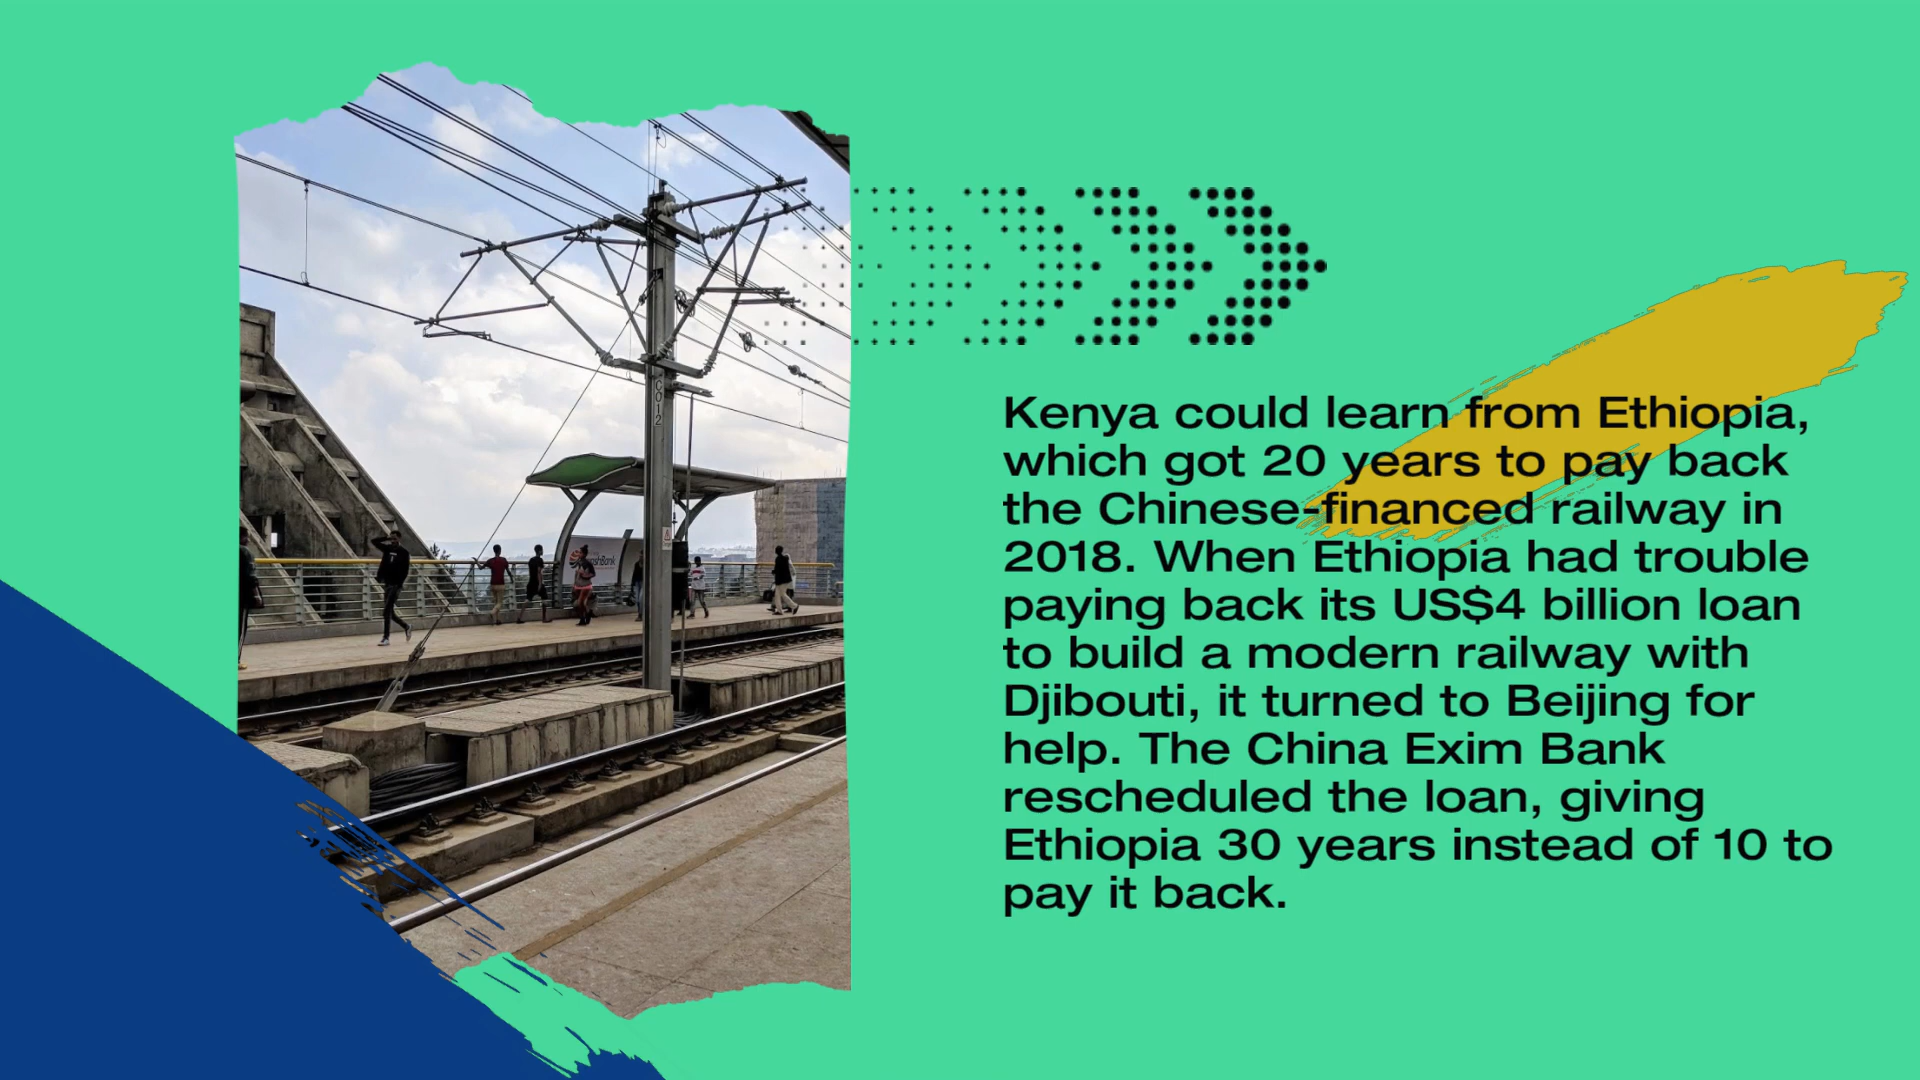 C012
Kenya could learn from Ethiopia,
which got 20 years to pay back
the Chinese-financed railway in
2018. When Ethiopia had trouble
paying back its US$4 billion loan
to build a modern railway with
Djibouti, it turned to Beijing for
help. The China Exim Bank
rescheduled the loan, giving
Ethiopia 30 years instead of 10 to
pay it back.